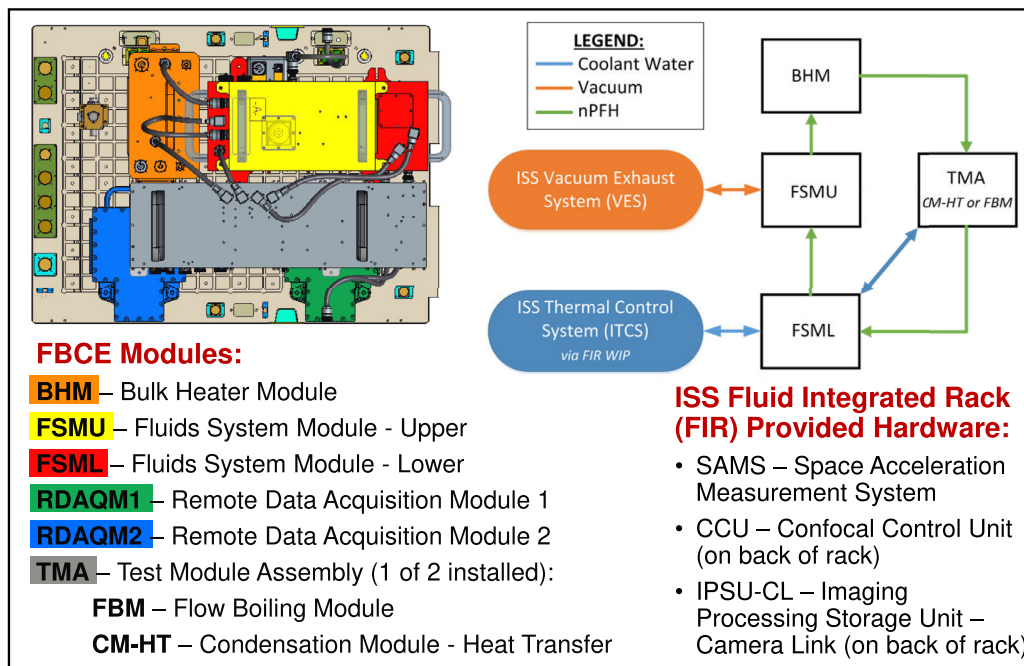 LEGEND:
Coolant Water
Vacuum
nPFH
BHM
ISS Vacuum Exhaust
System (VES)
FSMU
TMA
CM-HT or FBM
ISS Thermal Control
System (ITCS)
via FIR WIP
FSML
FBCE Modules:
BHM – Bulk Heater Module
FSMU – Fluids System Module - Upper
FSML – Fluids System Module - Lower
RDAQM1 – Remote Data Acquisition Module 1
RDAQM2 – Remote Data Acquisition Module 2
TMA – Test Module Assembly (1 of 2 installed):
FBM – Flow Boiling Module
CM-HT – Condensation Module - Heat Transfer
ISS Fluid Integrated Rack
(FIR) Provided Hardware:
• SAMS – Space Acceleration
Measurement System
• CCU – Confocal Control Unit
(on back of rack)
• IPSU-CL – Imaging
Processing Storage Unit –
Camera Link (on back of rack)